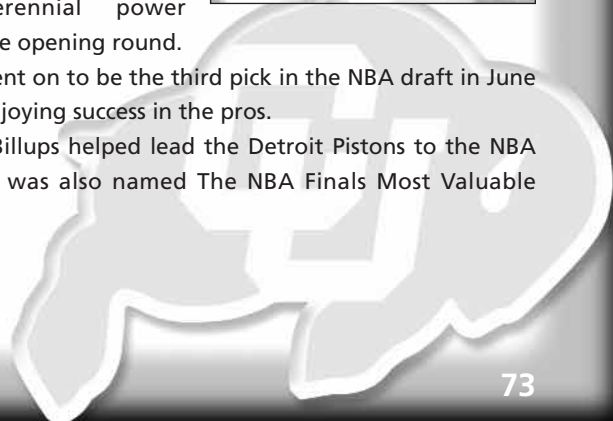 power
e opening round.
ent on to be the third pick in the NBA draft in June
joying success in the pros.
Billups helped lead the Detroit Pistons to the NBA
was also named The NBA Finals Most Valuable
CU
73